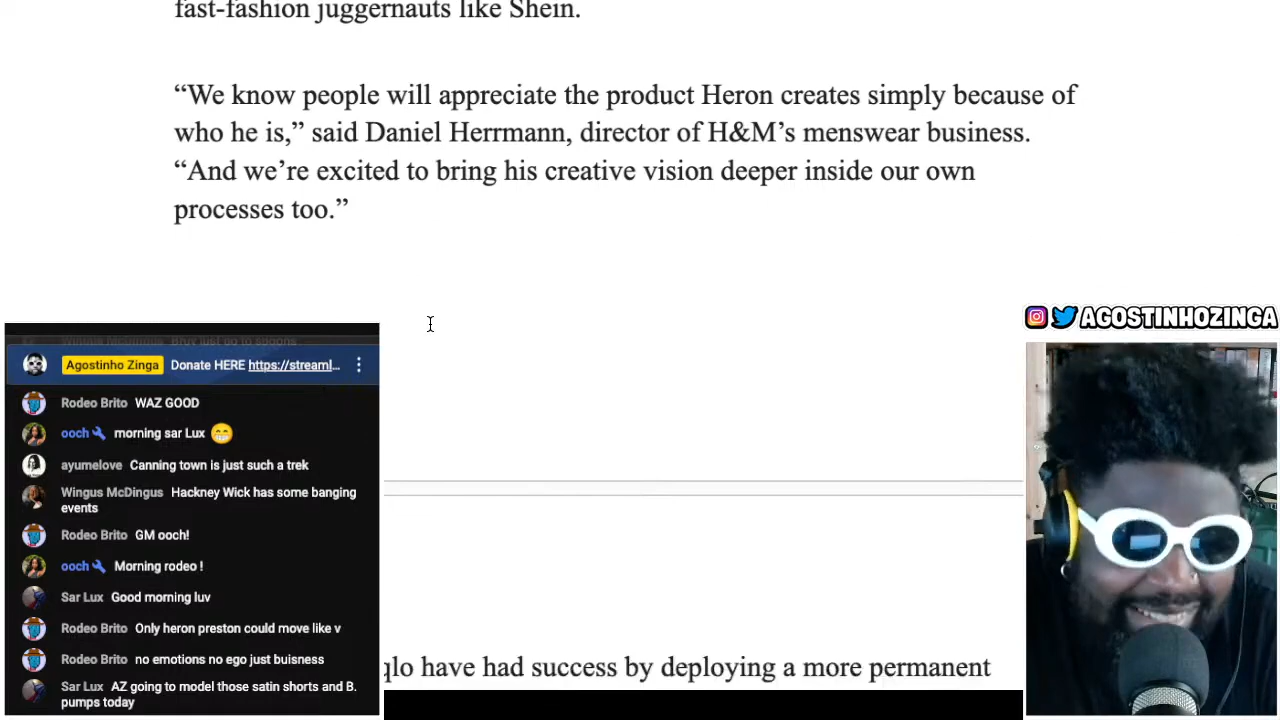 fast-fashion juggernauts like Shein.
“We know people will appreciate the product Heron creates simply because of
who he is,” said Daniel Herrmann, director of H&M’s menswear business.
“And we’re excited to bring his creative vision deeper inside our own
processes too.”
AGOSTINHOZINGA
Agostinho Zinga Donate HERE https://streaml...
Rodeo Brito WAZ GOOD
ooch morning sar Lux
ayumelove Canning town is just such a trek
Wingus McDingus Hackney Wick has some banging
events
Rodeo Brito GM ooch!
ooch Morning rodeo !
Sar Lux Good morning luv
Rodeo Brito Only heron preston could move like v
Rodeo Brito no emotions no ego just buisness
Sar Lux AZ going to model those satin shorts and B.
pumps today
qlo have had success by deploying a more permanent